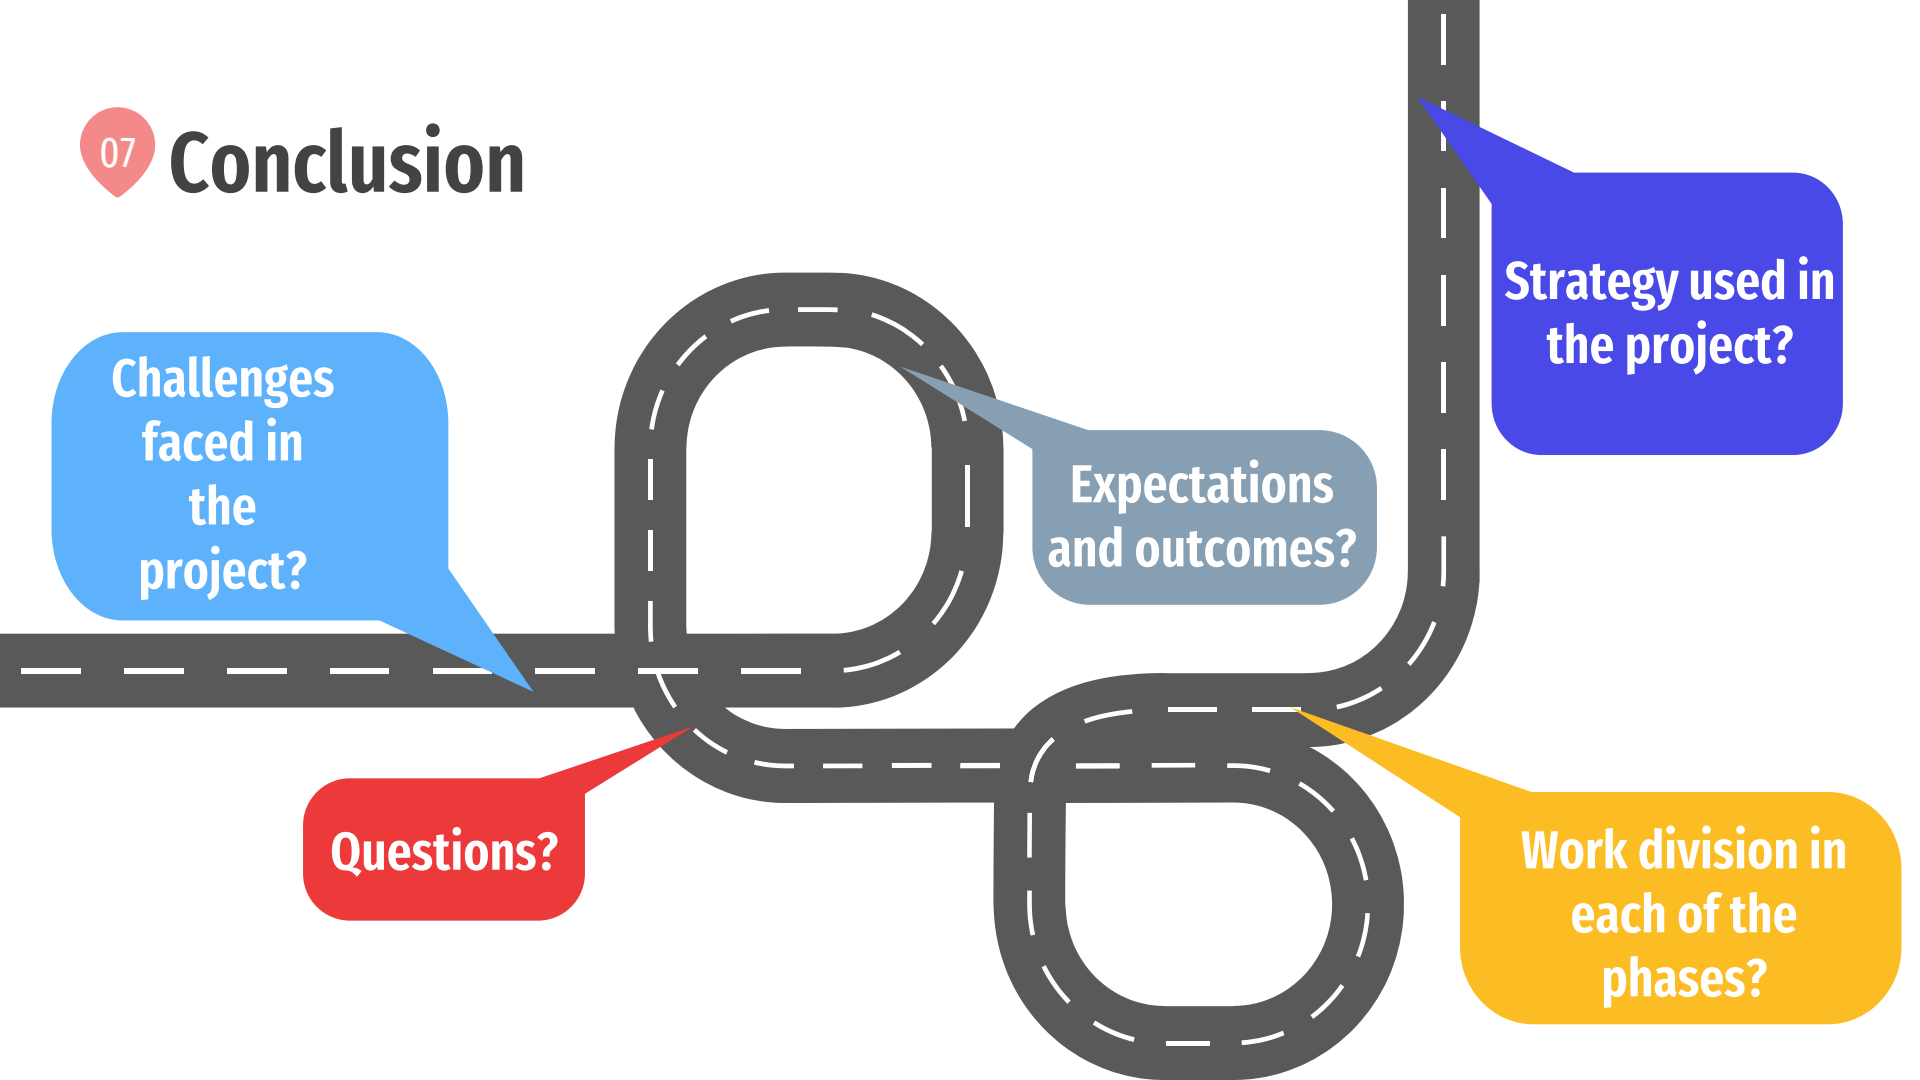 07
Conclusion
Challenges
faced in
the
project?
Expectations
and outcomes?
Strategy used in
the project?
Questions?
Work division in
each of the
phases?